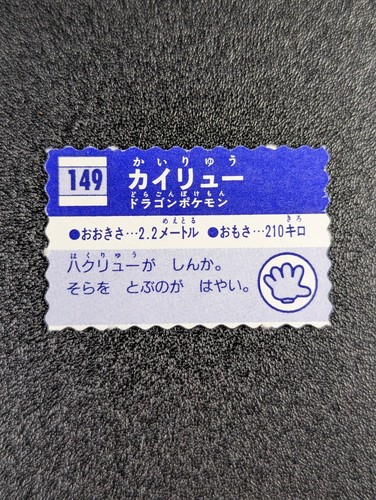 149
かいりゅう
カイリュー
どらごんぽけもん
ドラゴンポケモン
めえとる きろ
●おおきさ…2.2メートル ●おもさ…210キロ
はくりゅう
ハクリューが しんか。
そらを とぶのが はやい。